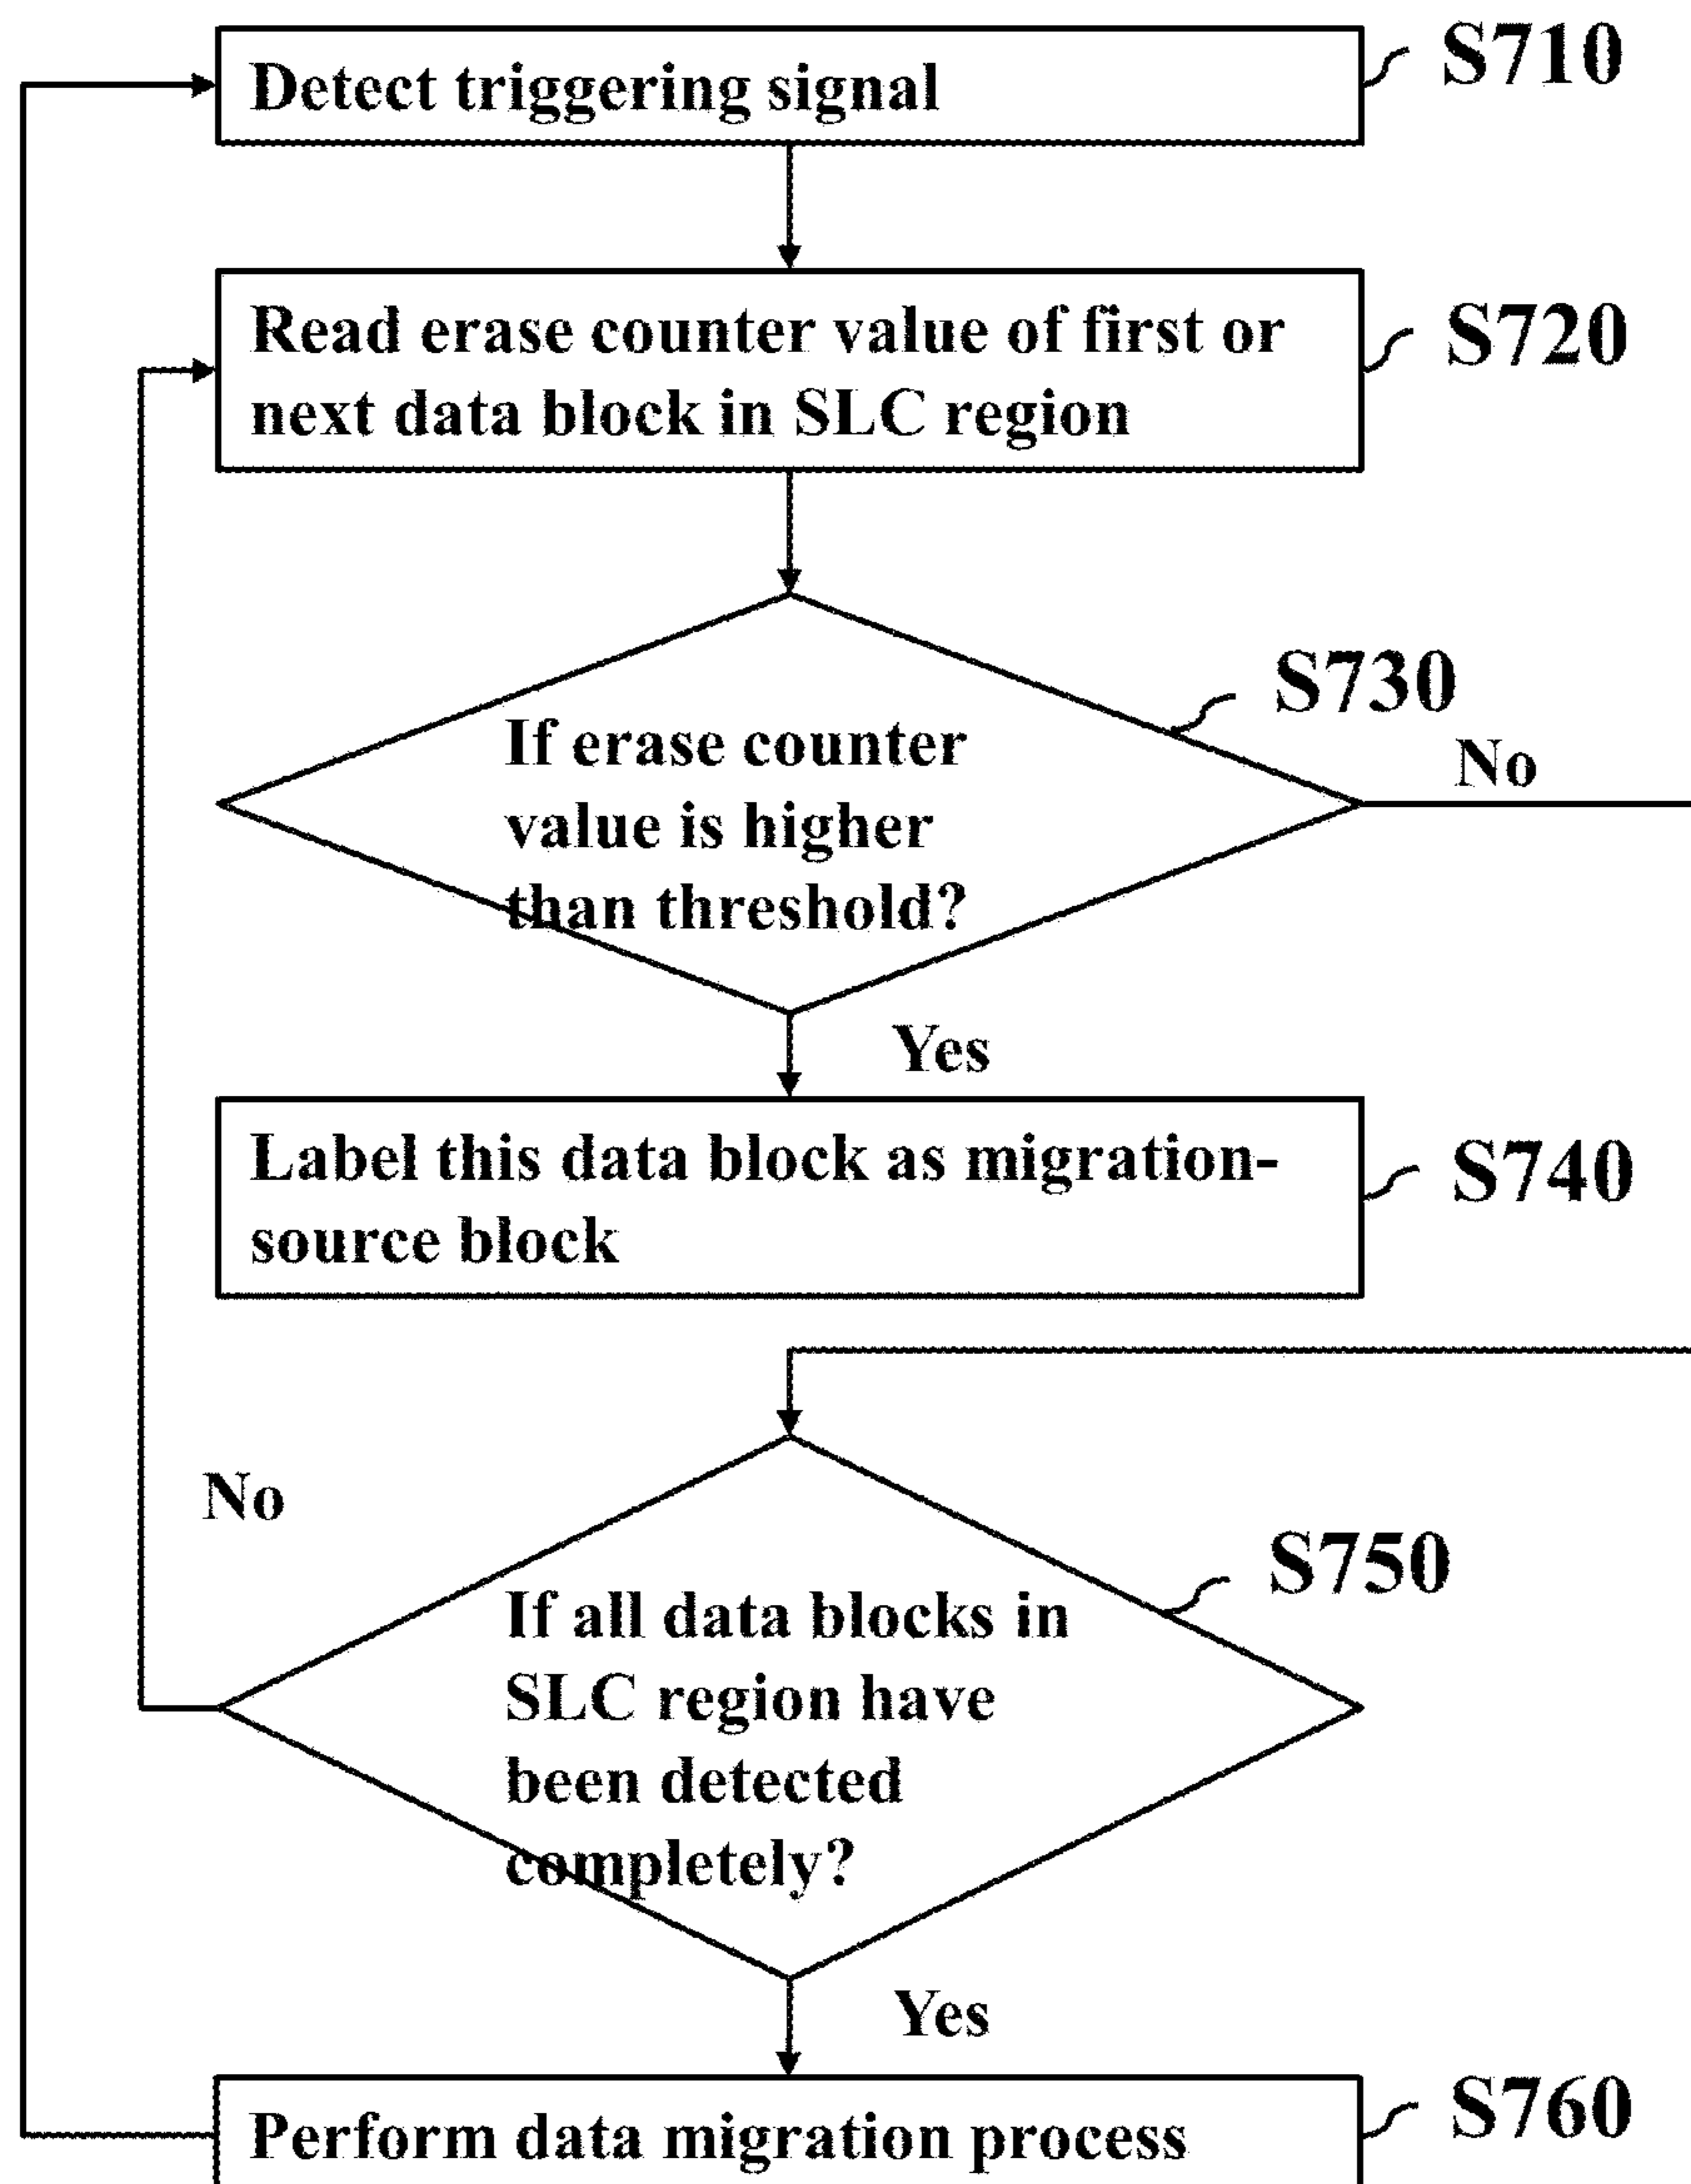 Detect triggering signal
S710
Read erase counter value of first or
next data block in SLC region
S720
If erase counter
value is higher
than threshold?
S730
No
Yes
Label this data block as migration-
source block
S740
No
If all data blocks in
SLC region have
been detected
completely?
S750
Yes
Perform data migration process
S760